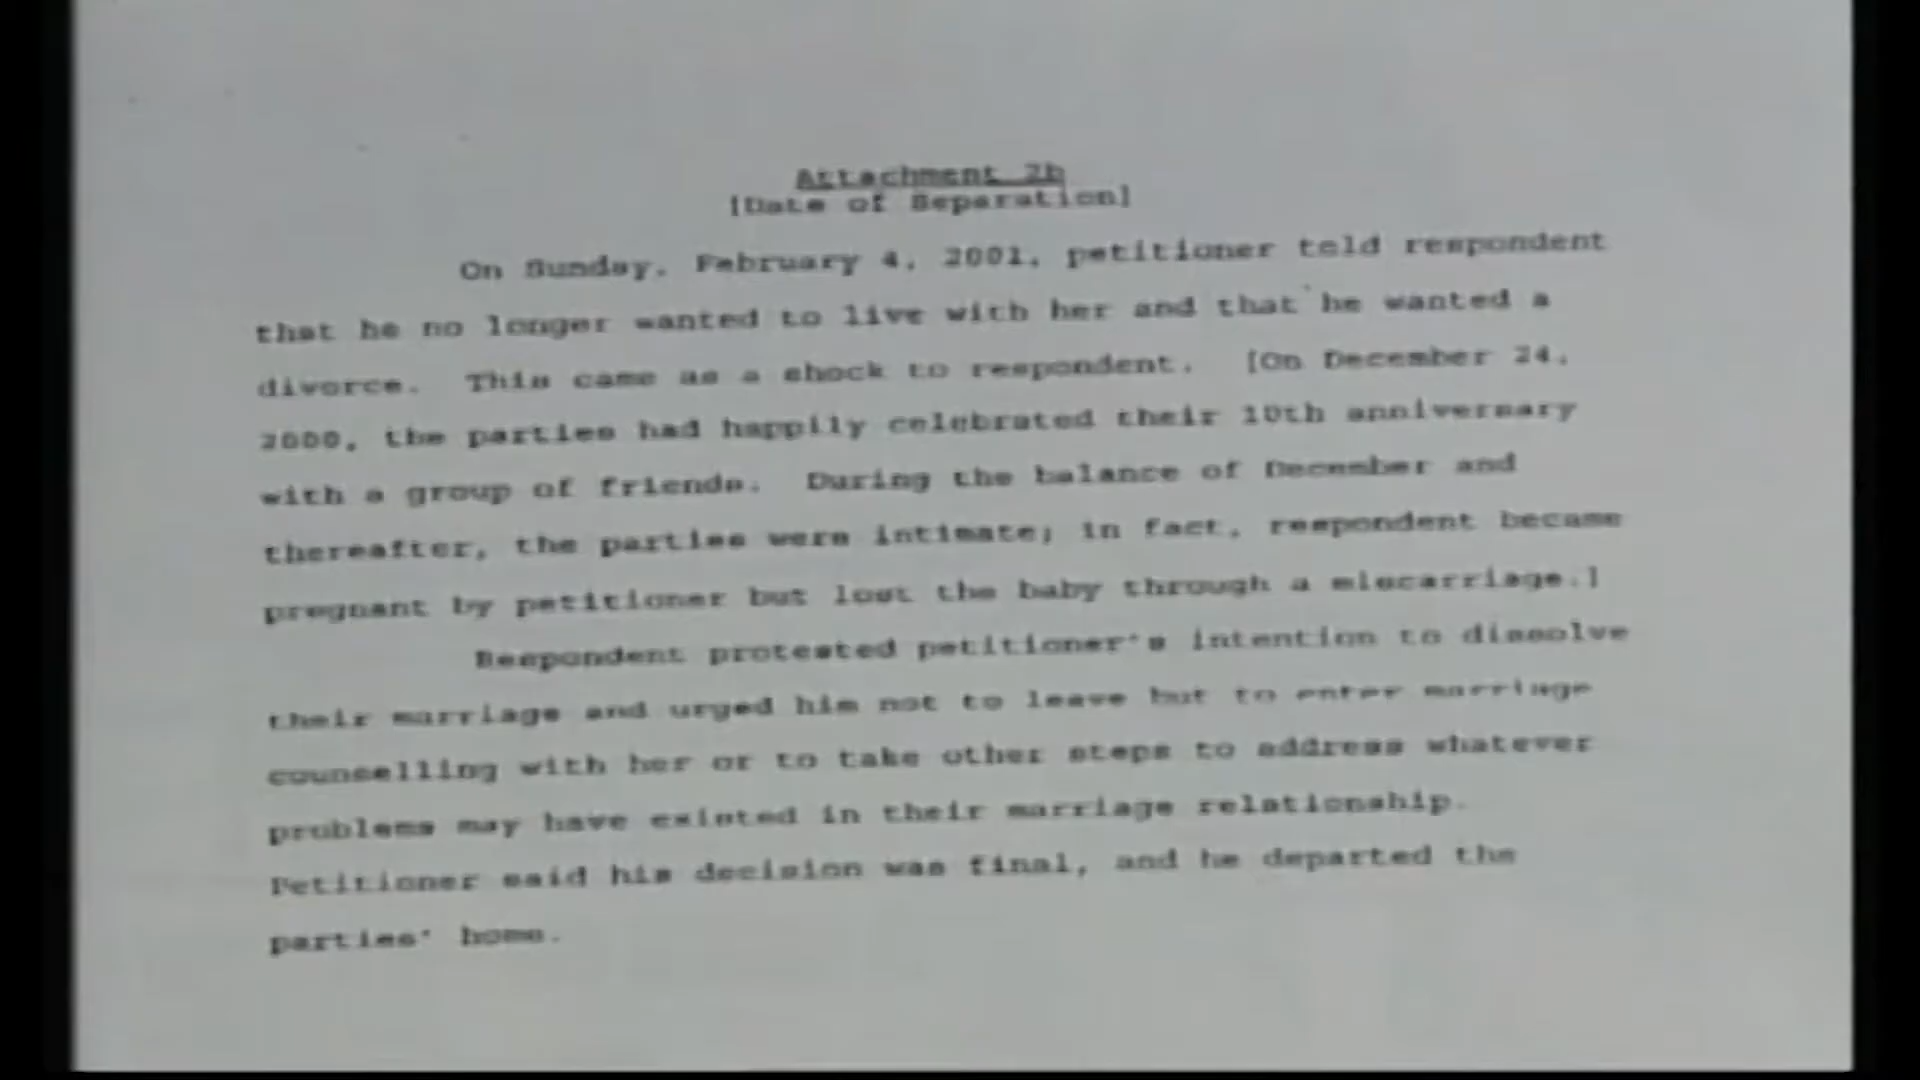 Attachment 2b
[Date of Separation]
On Sunday, February 4, 2001, petitioner told respondent
that he no longer wanted to live with her and that he wanted a
divorce. This came as a shock to respondent. [On December 24,
2000, the parties had happily celebrated their 10th anniversary
with a group of friends. During the balance of December and
thereafter, the parties were intimate; in fact, respondent became
pregnant by petitioner but lost the baby through a miscarriage.]
Respondent protested petitioner's intention to dissolve
their marriage and urged him not to leave but to enter marriage
counselling with her or to take other steps to address whatever
problems may have existed in their marriage relationship.
Petitioner said his decision was final, and he departed the
parties' home.